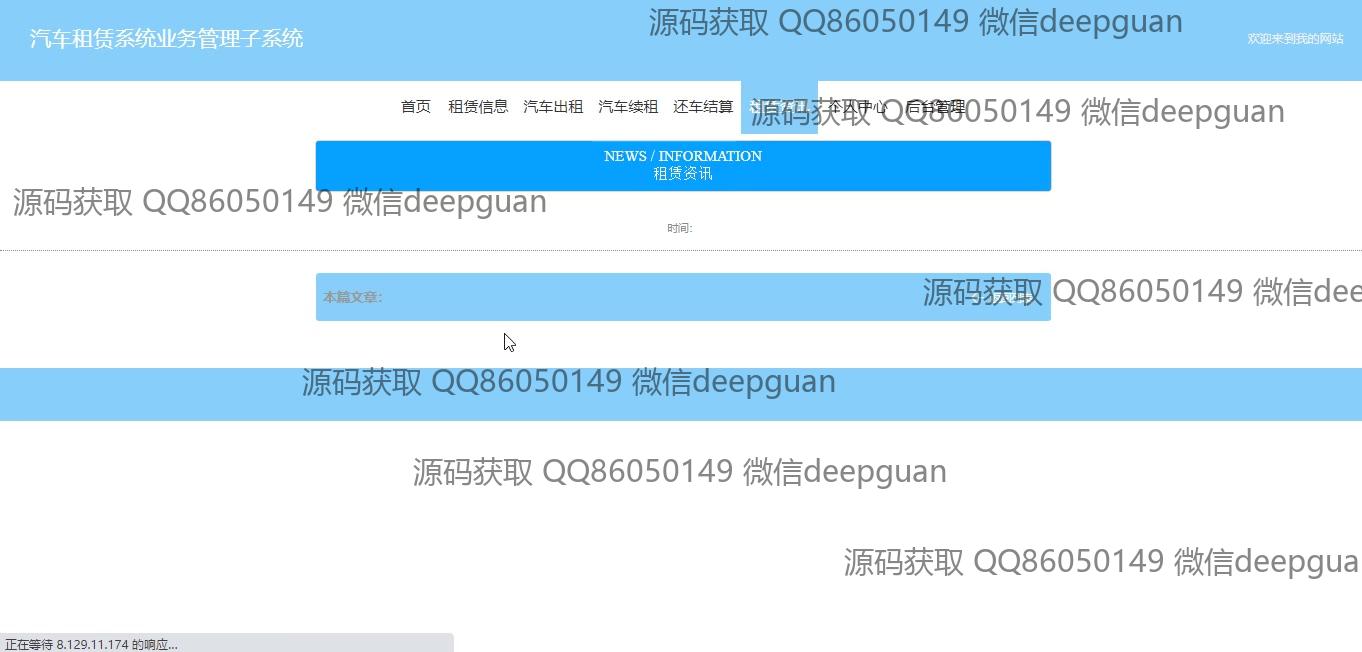 源码获取 QQ86050149 微信deepguan
汽车租赁系统业务管理子系统
欢迎来到我的网站
首页 租赁信息 汽车出租 汽车续租 还车结算 个人中心 后台管理
源码获取 QQ86050149 微信deepguan
NEWS / INFORMATION
租赁资讯
源码获取 QQ86050149 微信deepguan
时间:
本篇文章:
源码获取 QQ86050149 微信dee
源码获取 QQ86050149 微信deepguan
源码获取 QQ86050149 微信deepguan
源码获取 QQ86050149 微信deepgua
正在等待 8.129.11.174 的响应...